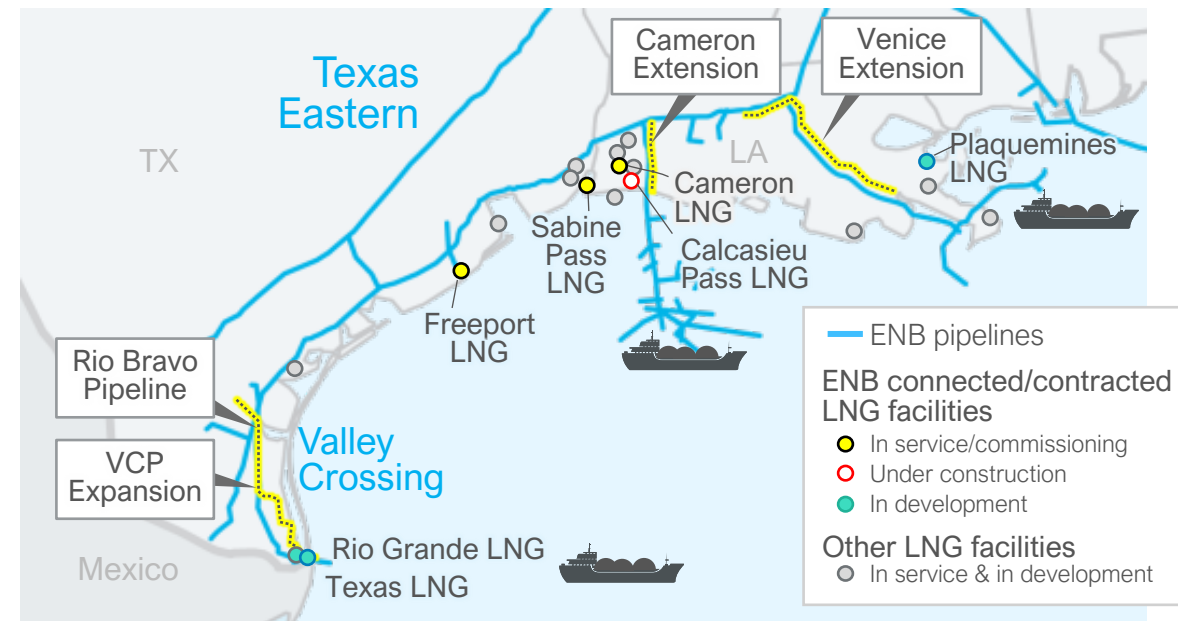 Cameron
Extension
Venice
Extension
Texas
Eastern
TX
LA
Plaquemines
LNG
Cameron
LNG
Sabine
Pass
LNG
Calcasieu
Pass LNG
Freeport
LNG
Rio Bravo
Pipeline
VCP
Expansion
Valley
Crossing
Mexico
Rio Grande LNG
Texas LNG
ENB pipelines
ENB connected/contracted
LNG facilities
In service/commissioning
Under construction
In development
Other LNG facilities
In service & in development